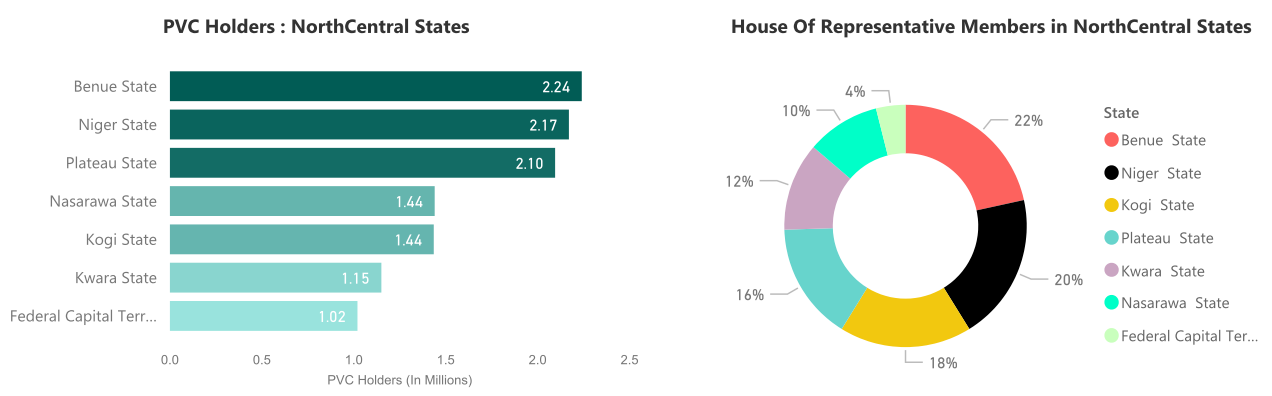 PVC Holders : NorthCentral States
Benue State
2.24
Niger State
2.17
Plateau State
2.10
Nasarawa State
1.44
Kogi State
1.44
Kwara State
1.15
Federal Capital Terr...
1.02
0.0
0.5
1.0
1.5
2.0
2.5
PVC Holders (In Millions)
House Of Representative Members in NorthCentral States
4%
22%
10%
12%
20%
16%
18%
State
Benue State
Niger State
Kogi State
Plateau State
Kwara State
Nasarawa State
Federal Capital Ter...